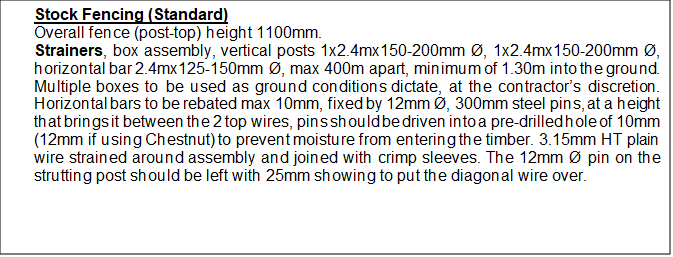 Stock Fencing (Standard)
Overall fence (post-top) height 1100mm.
Strainers, box assembly, vertical posts 1x2.4mx150-200mm Ø, 1x2.4mx150-200mm Ø,
horizontal bar 2.4mx125-150mm Ø, max 400m apart, minimum of 1.30m into the ground.
Multiple boxes to be used as ground conditions dictate, at the contractor's discretion.
Horizontal bars to be rebated max 10mm, fixed by 12mm Ø, 300mm steel pins, at a height
that brings it between the 2 top wires, pins should be driven into a pre-drilled hole of 10mm
(12mm if using Chestnut) to prevent moisture from entering the timber. 3.15mm HT plain
wire strained around assembly and joined with crimp sleeves. The 12mm Ø pin on the
strutting post should be left with 25mm showing to put the diagonal wire over.